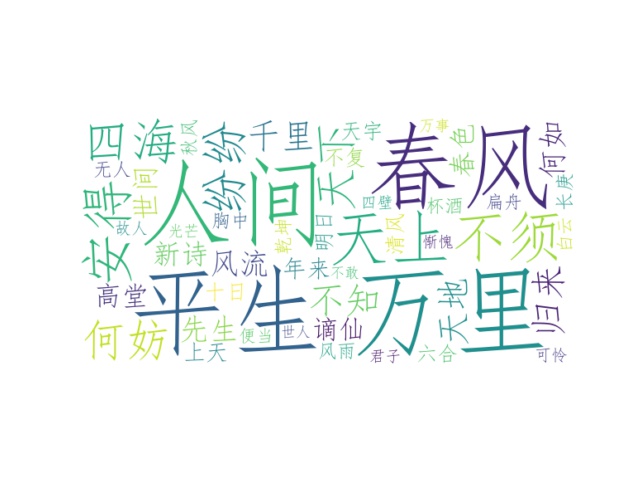 四海
纷纷
千里
天下
天宇
万事
春风
春色
何如
秋风
无人
世间
安得
人间
不复
四壁
杯酒
扁舟
长庚
故人
光芒
胸中
乾坤
明日
天上
清风
惭愧
不须
白云
新诗
风流
年来
不敢
高堂
平生
十日
不知
万里
天地
归来
何妨
先生
上天
便当
世人
谪仙
风雨
君子
六合
可怜